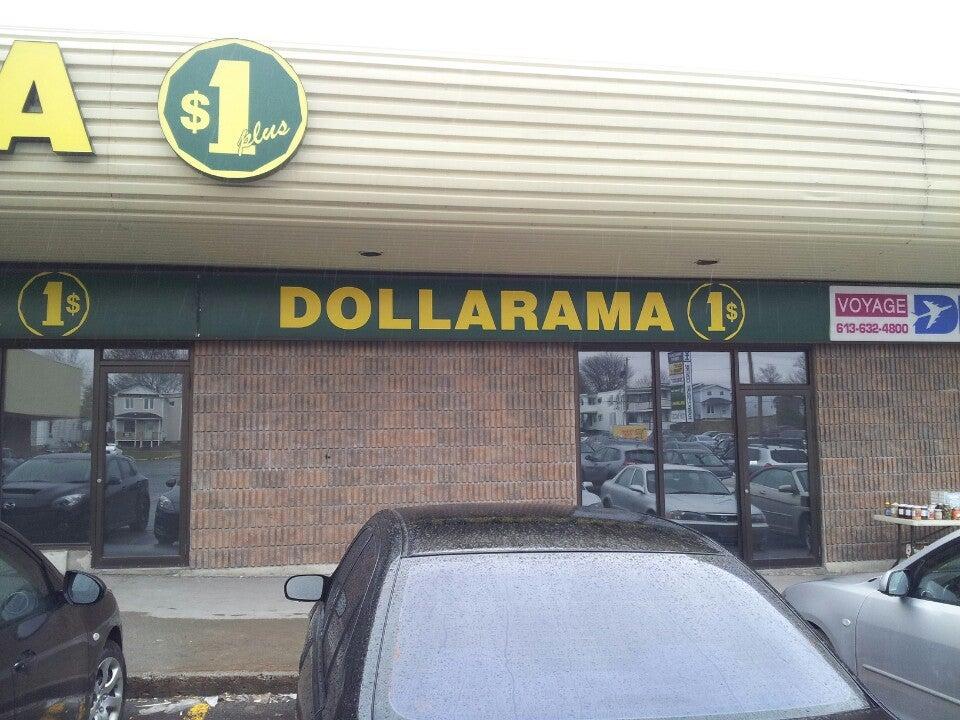 A $1 plus
1$ DOLLARAMA 1$
VOYAGE
613-632-4800